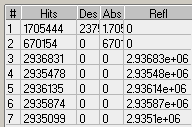 # Hits Des Abs Refl
1 1705444 2375 1705 0
2 670154 0 6701 0
3 2936831 0 0 2.93683e+06
4 2935478 0 0 2.93548e+06
5 2936135 0 0 2.93614e+06
6 2935874 0 0 2.93587e+06
7 2935099 0 0 2.9351e+06